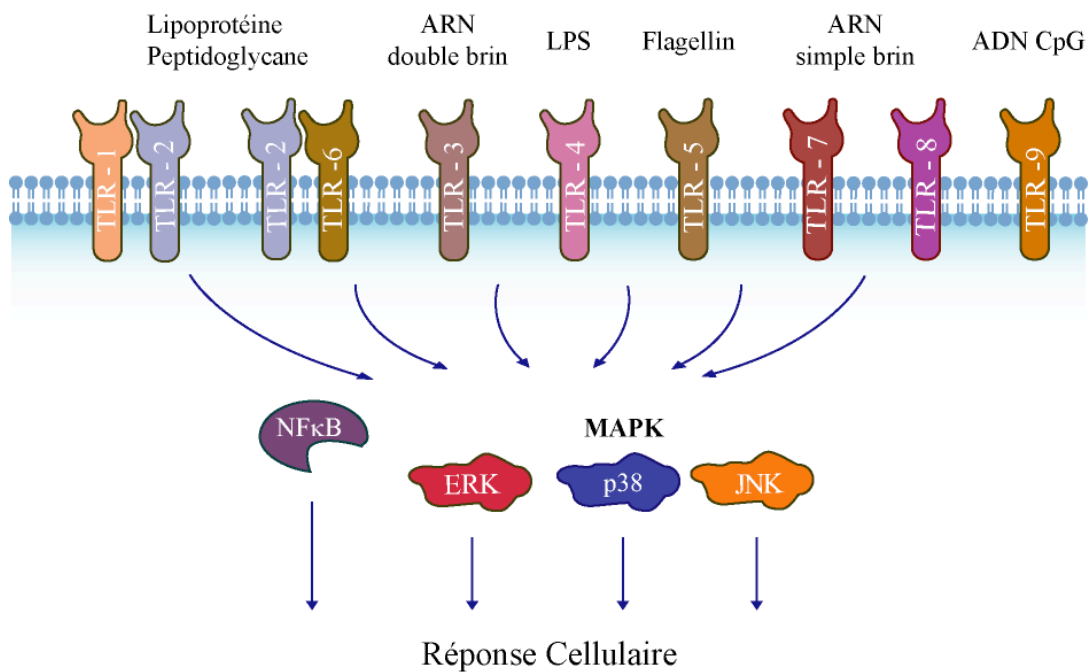 Lipoprotéine
Peptidoglycane
ARN
double brin
LPS
Flagellin
ARN
simple brin
ADN CpG
TLR - 1
TLR - 2
TLR - 2
TLR - 6
TLR - 3
TLR - 4
TLR - 5
TLR - 7
TLR - 8
TLR - 9
NFκB
MAPK
ERK
p38
JNK
Réponse Cellulaire